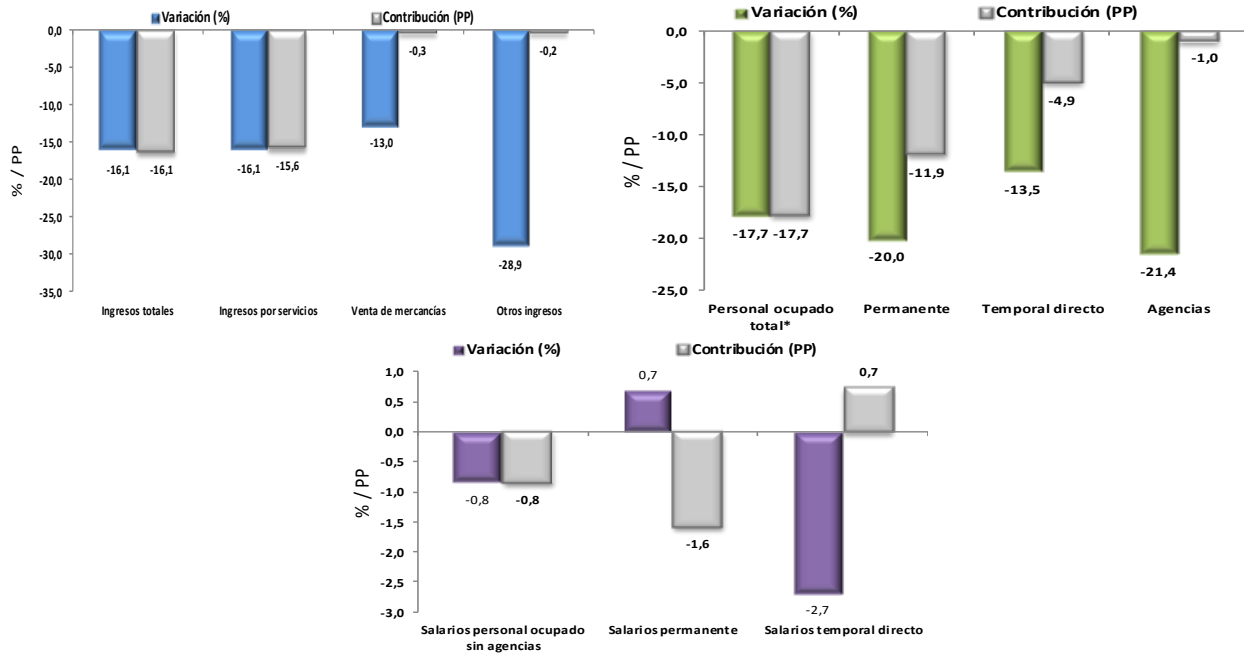 Variación (%) Contribución (PP)
0,0
-5,0
-10,0
-15,0
-20,0
-25,0
-30,0
-35,0
% / PP
-16,1 -16,1 -16,1 -15,6 -13,0 -0,3 -28,9 -0,2
Ingresos totales Ingresos por servicios Venta de mercancías Otros ingresos
Variación (%) Contribución (PP)
0,0
-5,0
-10,0
-15,0
-20,0
-25,0
% / PP
-17,7 -17,7 -20,0 -11,9 -13,5 -4,9 -21,4 -1,0
Personal ocupado Permanente Temporal directo Agencias
total*
Variación (%) Contribución (PP)
1,0
0,5
0,0
-0,5
-1,0
-1,5
-2,0
-2,5
-3,0
% / PP
-0,8 -0,8 0,7 -1,6 -2,7 0,7
Salarios personal ocupado Salarios permanente Salarios temporal directo
sin agencias